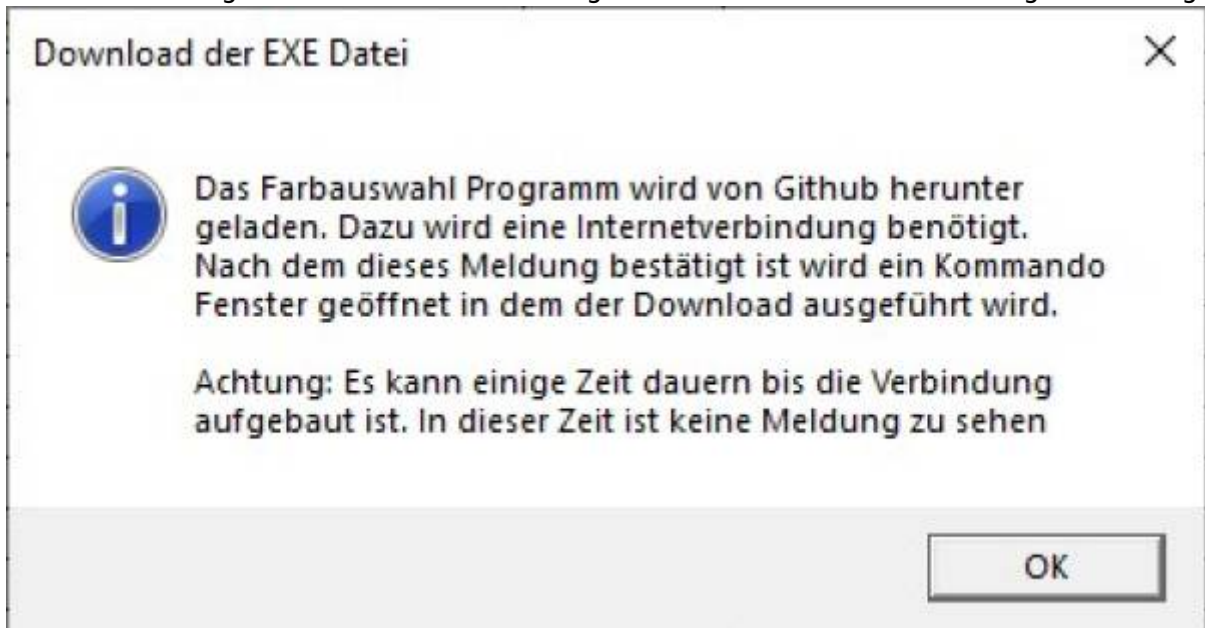 Download der EXE Datei
Das Farbauswahl Programm wird von Github herunter
geladen. Dazu wird eine Internetverbindung benötigt.
Nach dem dieses Meldung bestätigt ist wird ein Kommando
Fenster geöffnet in dem der Download ausgeführt wird.
Achtung: Es kann einige Zeit dauern bis die Verbindung
aufgebaut ist. In dieser Zeit ist keine Meldung zu sehen
OK